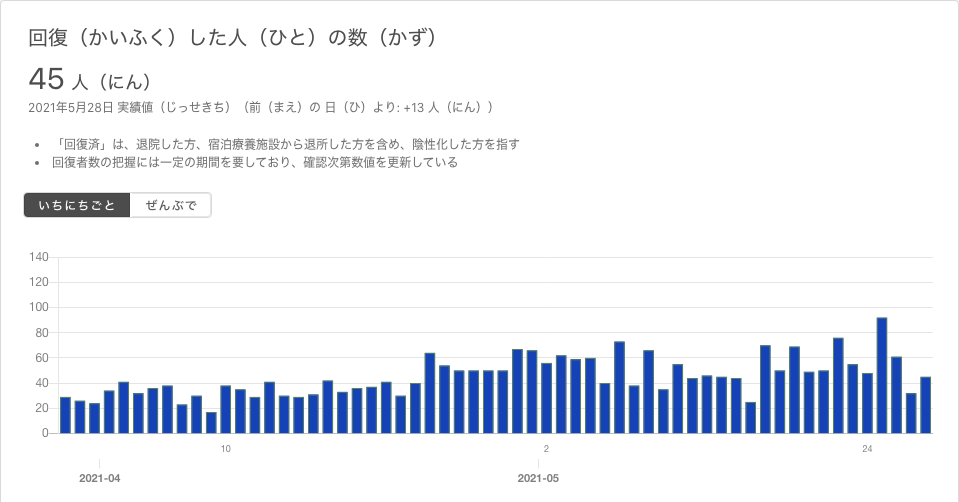 回復（かいふく）した人（ひと）の数（かず）
45 人（にん）
2021年5月28日 実績値（じっせきち）（前（まえ）の 日（ひ）より: +13 人（にん））
• 「回復済」は、退院した方、宿泊療養施設から退所した方を含め、陰性化した方を指す
• 回復者数の把握には一定の期間を要しており、確認次第数値を更新している
いちにちごと ぜんぶで
140
120
100
80
60
40
20
0
10 2 24
2021-04 2021-05